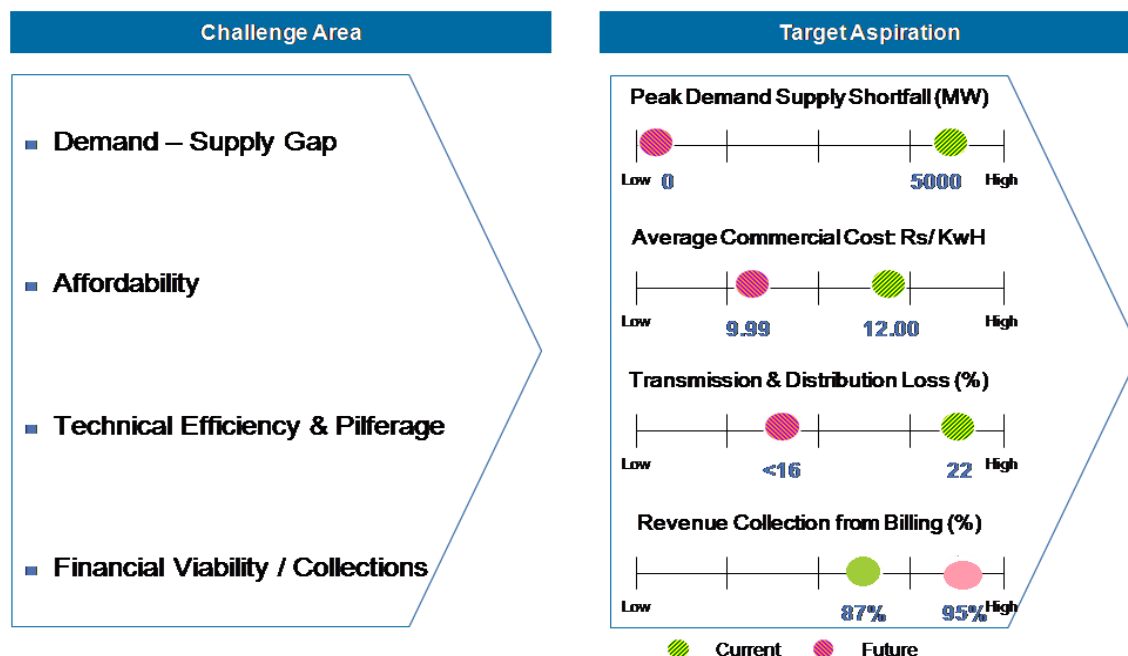 Challenge Area
Demand – Supply Gap
Affordability
Technical Efficiency & Pilferage
Financial Viability / Collections
Target Aspiration
Peak Demand Supply Shortfall (MW)
Low 0 5000 High
Average Commercial Cost: Rs/ KwH
Low 9.99 12.00 High
Transmission & Distribution Loss (%)
Low <16 22 High
Revenue Collection from Billing (%)
Low 87% 95% High
Current Future